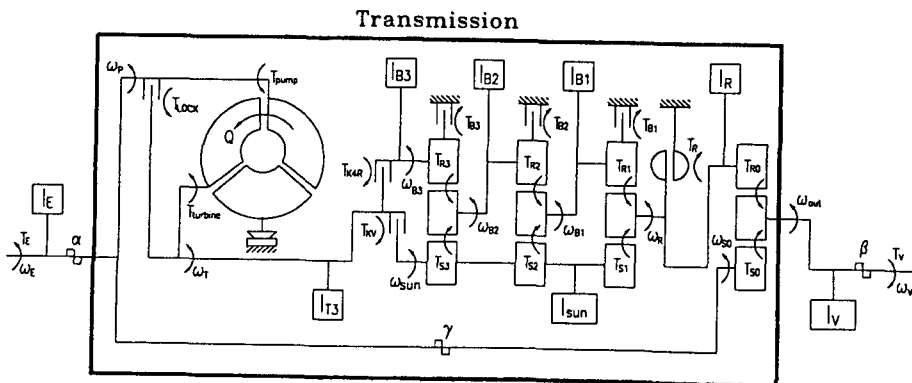 Transmission
ω_P
T_pump
T_LOCK
Q
T_turbine
I_E
T_E
ω_E
α
ω_T
I_T3
I_B3
I_B2
I_B1
I_R
T_B3
T_B2
T_B1
T_R
T_K4R
T_KV
ω_B3
T_R3
T_R2
T_R1
T_R0
ω_B2
ω_B1
ω_R
ω_out
ω_sun
T_S3
T_S2
T_S1
ω_S0
T_S0
I_sun
γ
β
T_V
ω_V
I_V